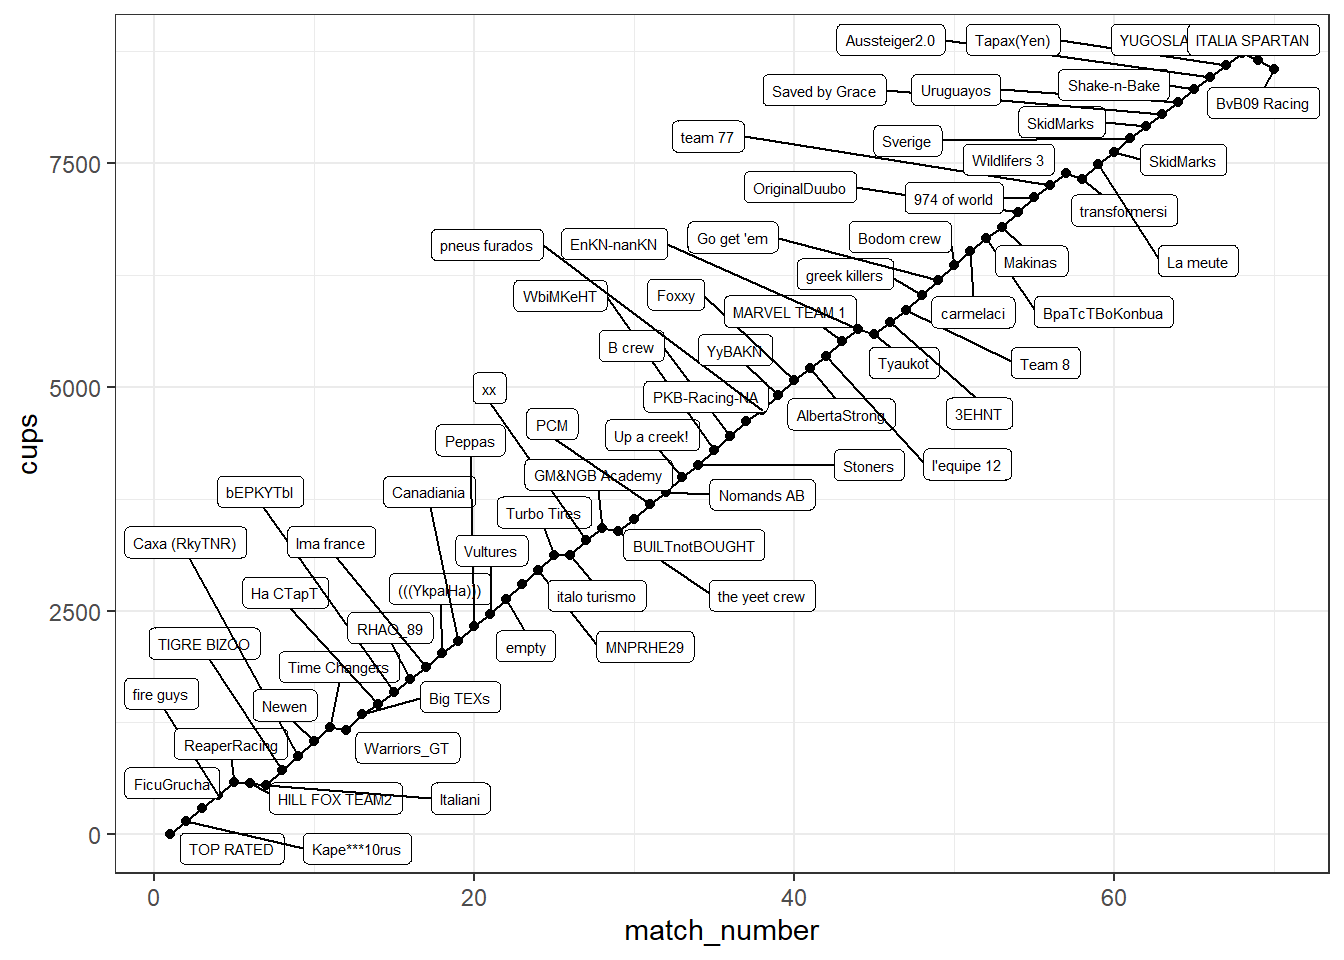 Aussteiger2.0
Tapax(Yen)
YUGOSLA
ITALIA SPARTAN
Saved by Grace
Uruguayos
Shake-n-Bake
BvB09 Racing
team 77
Sverige
SkidMarks
Wildlifers 3
SkidMarks
7500
OriginalDuubo
974 of world
transformersi
pneus furados
EnKN-nanKN
Go get 'em
Bodom crew
Makinas
La meute
WbiMKeHT
Foxxy
greek killers
MARVEL TEAM 1
carmelaci
BpaTcTBoKonbua
B crew
YyBAKN
Tyaukot
Team 8
5000
xx
PKB-Racing-NA
AlbertaStrong
3EHNT
Peppas
PCM
Up a creek!
Stoners
l'equipe 12
cups
bEPKYTbI
Canadiania
GM&NGB Academy
Nomands AB
Caxa (RkyTNR)
Ima france
Turbo Tires
Vultures
BUILTnotBOUGHT
Ha CTapT
(((YkpaiHa)))
italo turismo
the yeet crew
2500
TIGRE BIZOO
RHAO_89
empty
MNPRHE29
fire guys
Time Changers
Newen
Big TEXs
ReaperRacing
Warriors_GT
FicuGrucha
HILL FOX TEAM2
Italiani
0
TOP RATED
Kape***10rus
0
20
40
60
match_number